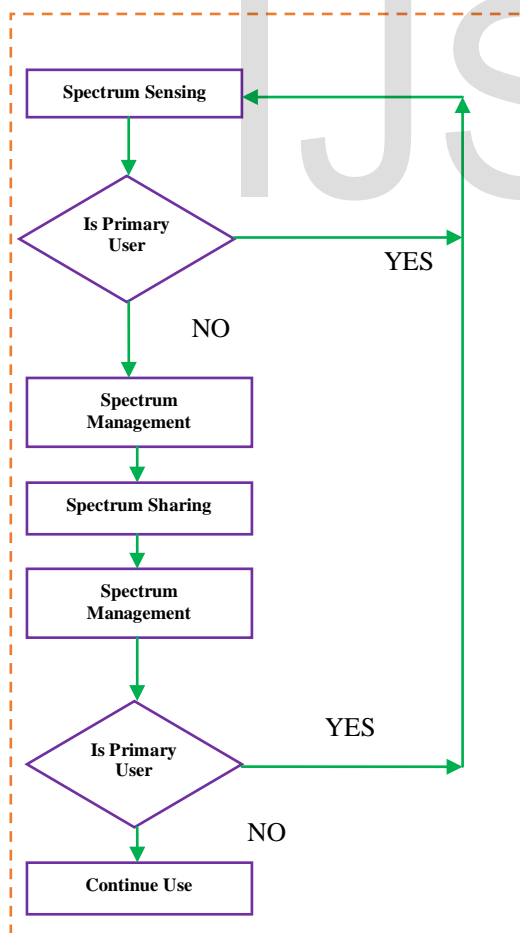 IJS
Spectrum Sensing
Is Primary
User
YES
NO
Spectrum
Management
Spectrum Sharing
Spectrum
Management
Is Primary
User
YES
NO
Continue Use